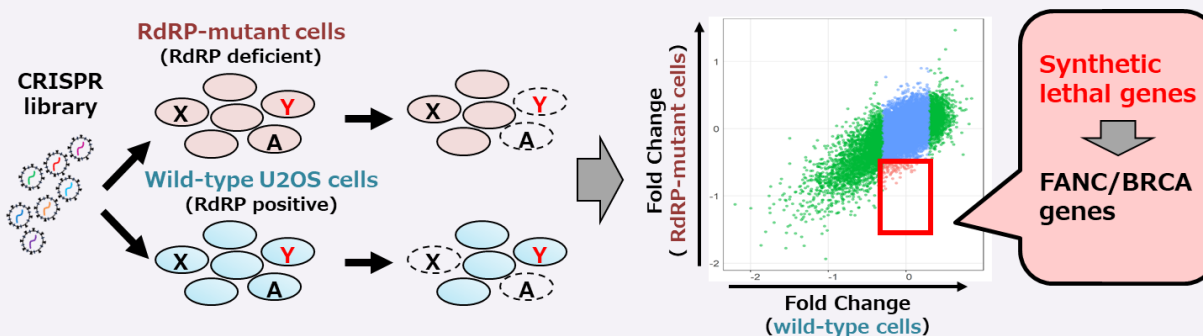 RdRP-mutant cells
(RdRP deficient)
CRISPR
library
X
Y
A
X
Y
A
Wild-type U2OS cells
(RdRP positive)
X
Y
A
X
Y
A
Fold Change
( RdRP-mutant cells)
1
0
-1
-2
-2
-1
0
Fold Change
(wild-type cells)
Synthetic
lethal genes
FANC/BRCA
genes